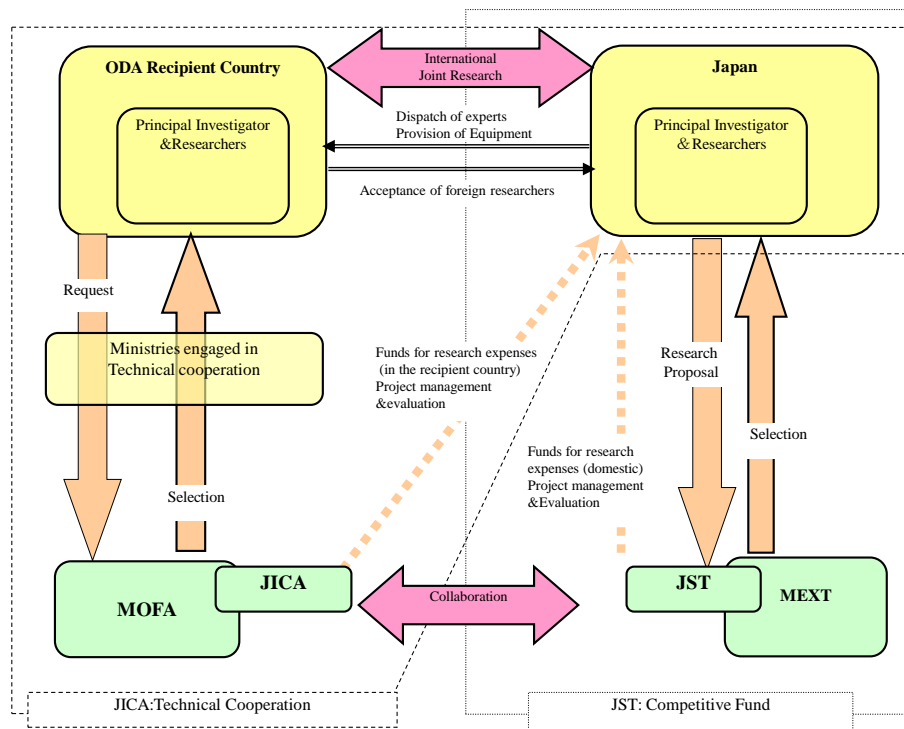 ODA Recipient Country
International
Joint Research
Japan
Principal Investigator
&Researchers
Dispatch of experts
Provision of Equipment
Principal Investigator
& Researchers
Acceptance of foreign researchers
Request
Ministries engaged in
Technical cooperation
Funds for research expenses
(in the recipient country)
Project management
&evaluation
Research
Proposal
Selection
Funds for research
expenses (domestic)
Project management
&Evaluation
Selection
JICA
MOFA
Collaboration
JST
MEXT
JICA:Technical Cooperation
JST: Competitive Fund